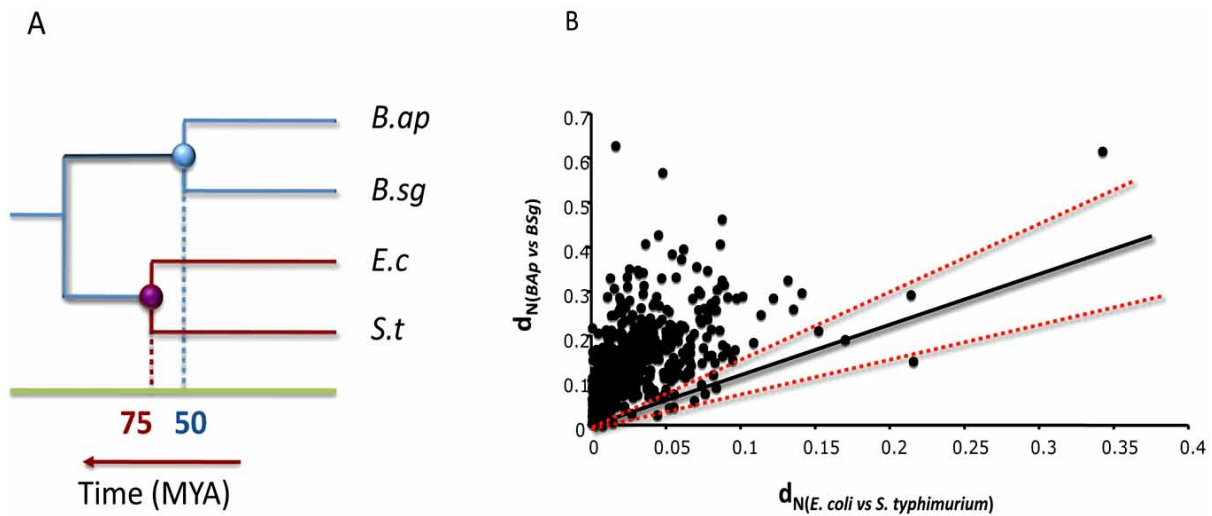 A
B.ap
B.sg
E.c
S.t
75 50
Time (MYA)
B
d_N(BAp vs BSg)
0.7
0.6
0.5
0.4
0.3
0.2
0.1
0
0 0.05 0.1 0.15 0.2 0.25 0.3 0.35 0.4
d_N(E. coli vs S. typhimurium)